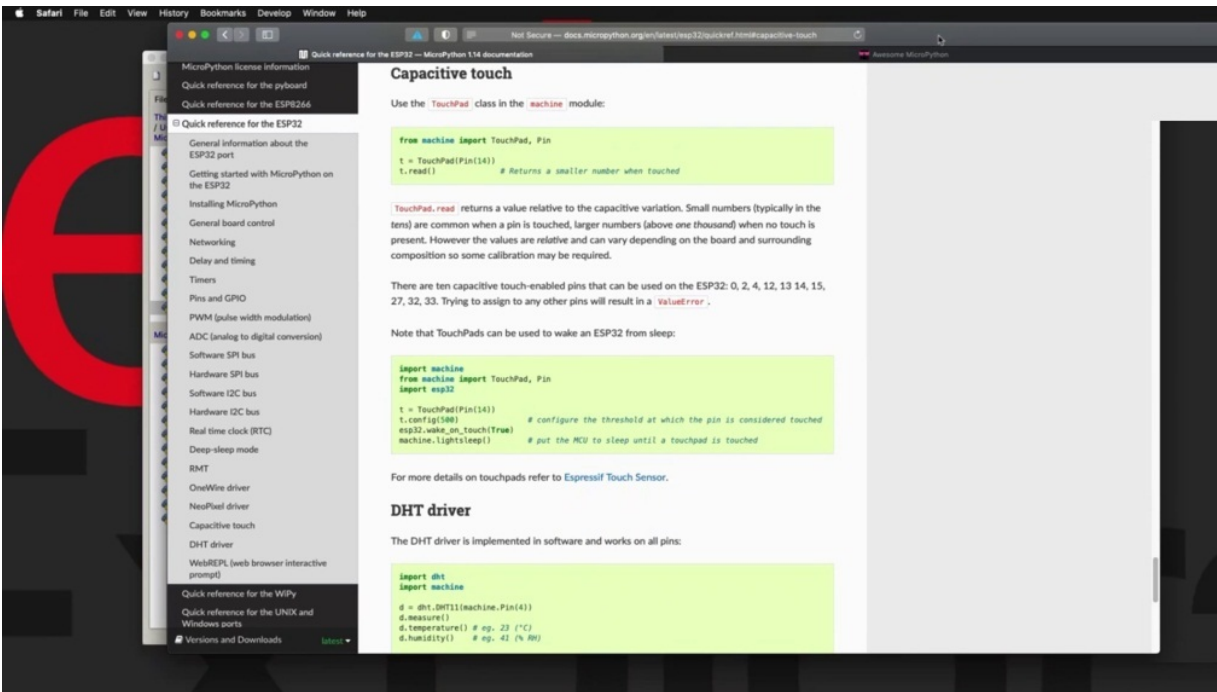 Safari File Edit View History Bookmarks Develop Window Help
Not Secure — docs.micropython.org/en/latest/esp32/quickref.html#capacitive-touch
Quick reference for the ESP32 — MicroPython 1.14 documentation
Awesome MicroPython
MicroPython license information
Quick reference for the pyboard
Quick reference for the ESP8266
Quick reference for the ESP32
General information about the
ESP32 port
Getting started with MicroPython on
the ESP32
Installing MicroPython
General board control
Networking
Delay and timing
Timers
Pins and GPIO
PWM (pulse width modulation)
ADC (analog to digital conversion)
Software SPI bus
Hardware SPI bus
Software I2C bus
Hardware I2C bus
Real time clock (RTC)
Deep-sleep mode
RMT
OneWire driver
NeoPixel driver
Capacitive touch
DHT driver
WebREPL (web browser interactive
prompt)
Quick reference for the WiPy
Quick reference for the UNIX and
Windows ports
Versions and Downloads latest
Capacitive touch
Use the TouchPad class in the machine module:
from machine import TouchPad, Pin
t = TouchPad(Pin(14))
t.read() # Returns a smaller number when touched
TouchPad.read returns a value relative to the capacitive variation. Small numbers (typically in the
tens) are common when a pin is touched, larger numbers (above one thousand) when no touch is
present. However the values are relative and can vary depending on the board and surrounding
composition so some calibration may be required.
There are ten capacitive touch-enabled pins that can be used on the ESP32: 0, 2, 4, 12, 13 14, 15,
27, 32, 33. Trying to assign to any other pins will result in a ValueError.
Note that TouchPads can be used to wake an ESP32 from sleep:
import machine
from machine import TouchPad, Pin
import esp32
t = TouchPad(Pin(14))
t.config(500) # configure the threshold at which the pin is considered touched
esp32.wake_on_touch(True)
machine.lightsleep() # put the MCU to sleep until a touchpad is touched
For more details on touchpads refer to Espressif Touch Sensor.
DHT driver
The DHT driver is implemented in software and works on all pins:
import dht
import machine
d = dht.DHT11(machine.Pin(4))
d.measure()
d.temperature() # eg. 23 (°C)
d.humidity() # eg. 41 (% RH)